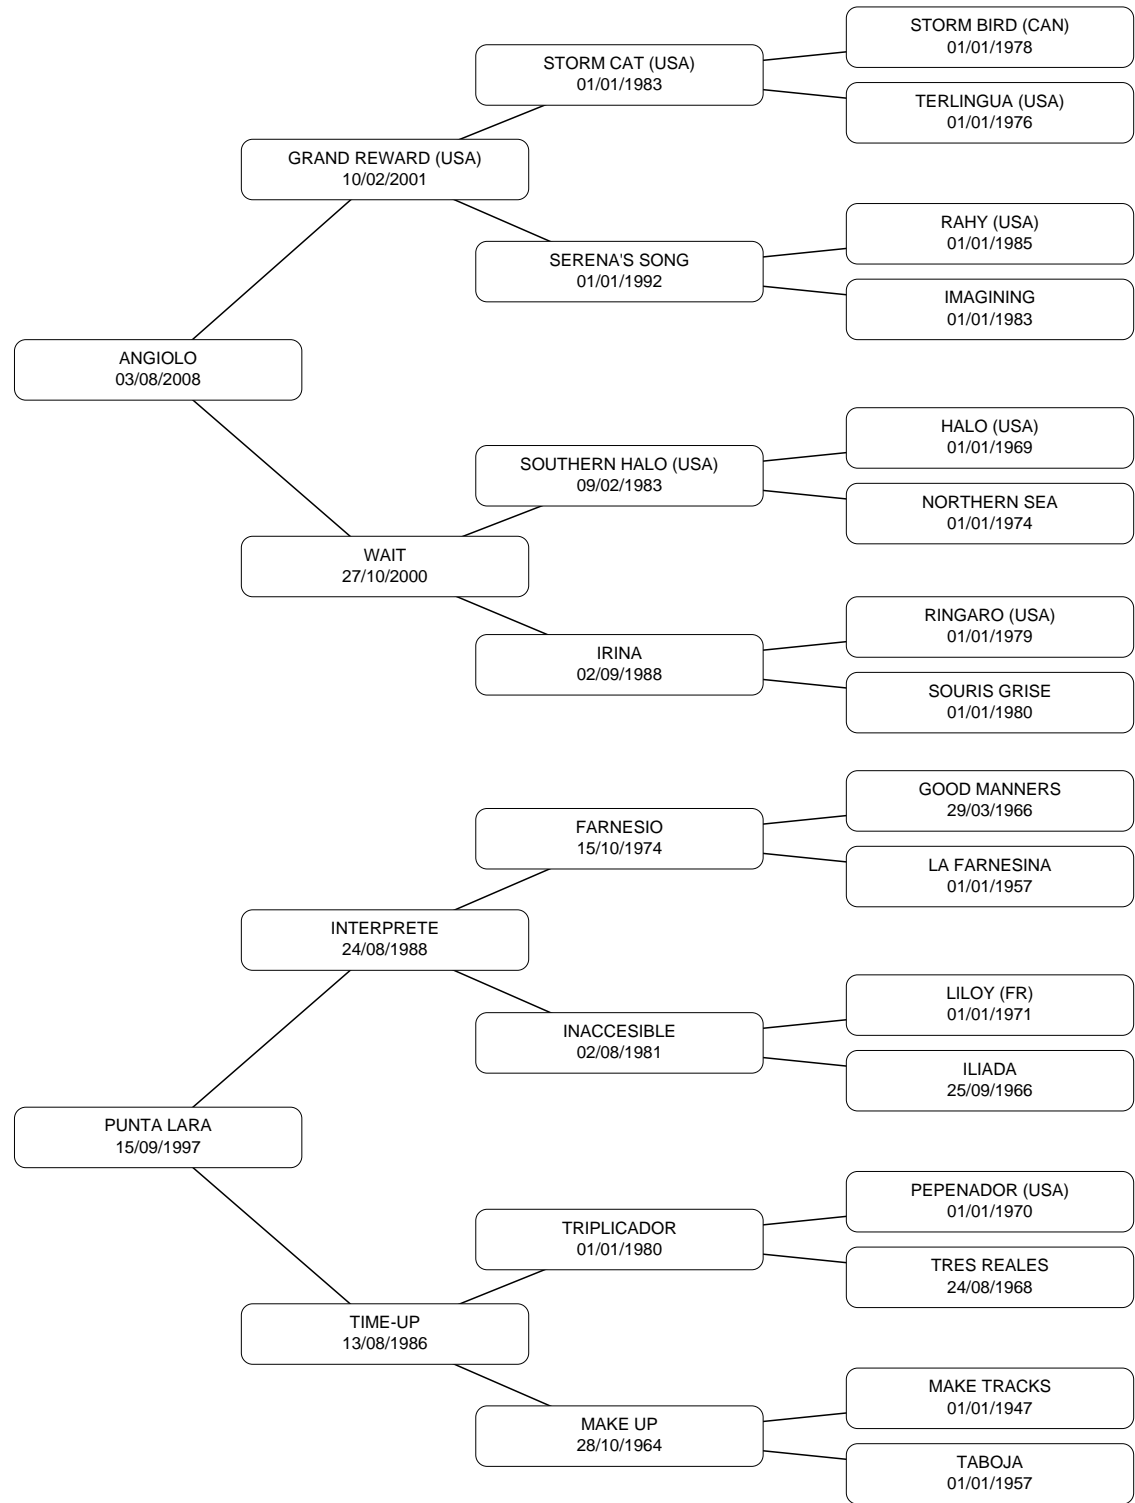 STORM BIRD (CAN)
01/01/1978
STORM CAT (USA)
01/01/1983
TERLINGUA (USA)
01/01/1976
GRAND REWARD (USA)
10/02/2001
RAHY (USA)
01/01/1985
SERENA'S SONG
01/01/1992
IMAGINING
01/01/1983
ANGIOLO
03/08/2008
HALO (USA)
01/01/1969
SOUTHERN HALO (USA)
09/02/1983
NORTHERN SEA
01/01/1974
WAIT
27/10/2000
RINGARO (USA)
01/01/1979
IRINA
02/09/1988
SOURIS GRISE
01/01/1980
GOOD MANNERS
29/03/1966
FARNESIO
15/10/1974
LA FARNESINA
01/01/1957
INTERPRETE
24/08/1988
LILOY (FR)
01/01/1971
INACCESIBLE
02/08/1981
ILIADA
25/09/1966
PUNTA LARA
15/09/1997
PEPENADOR (USA)
01/01/1970
TRIPLICADOR
01/01/1980
TRES REALES
24/08/1968
TIME-UP
13/08/1986
MAKE TRACKS
01/01/1947
MAKE UP
28/10/1964
TABOJA
01/01/1957